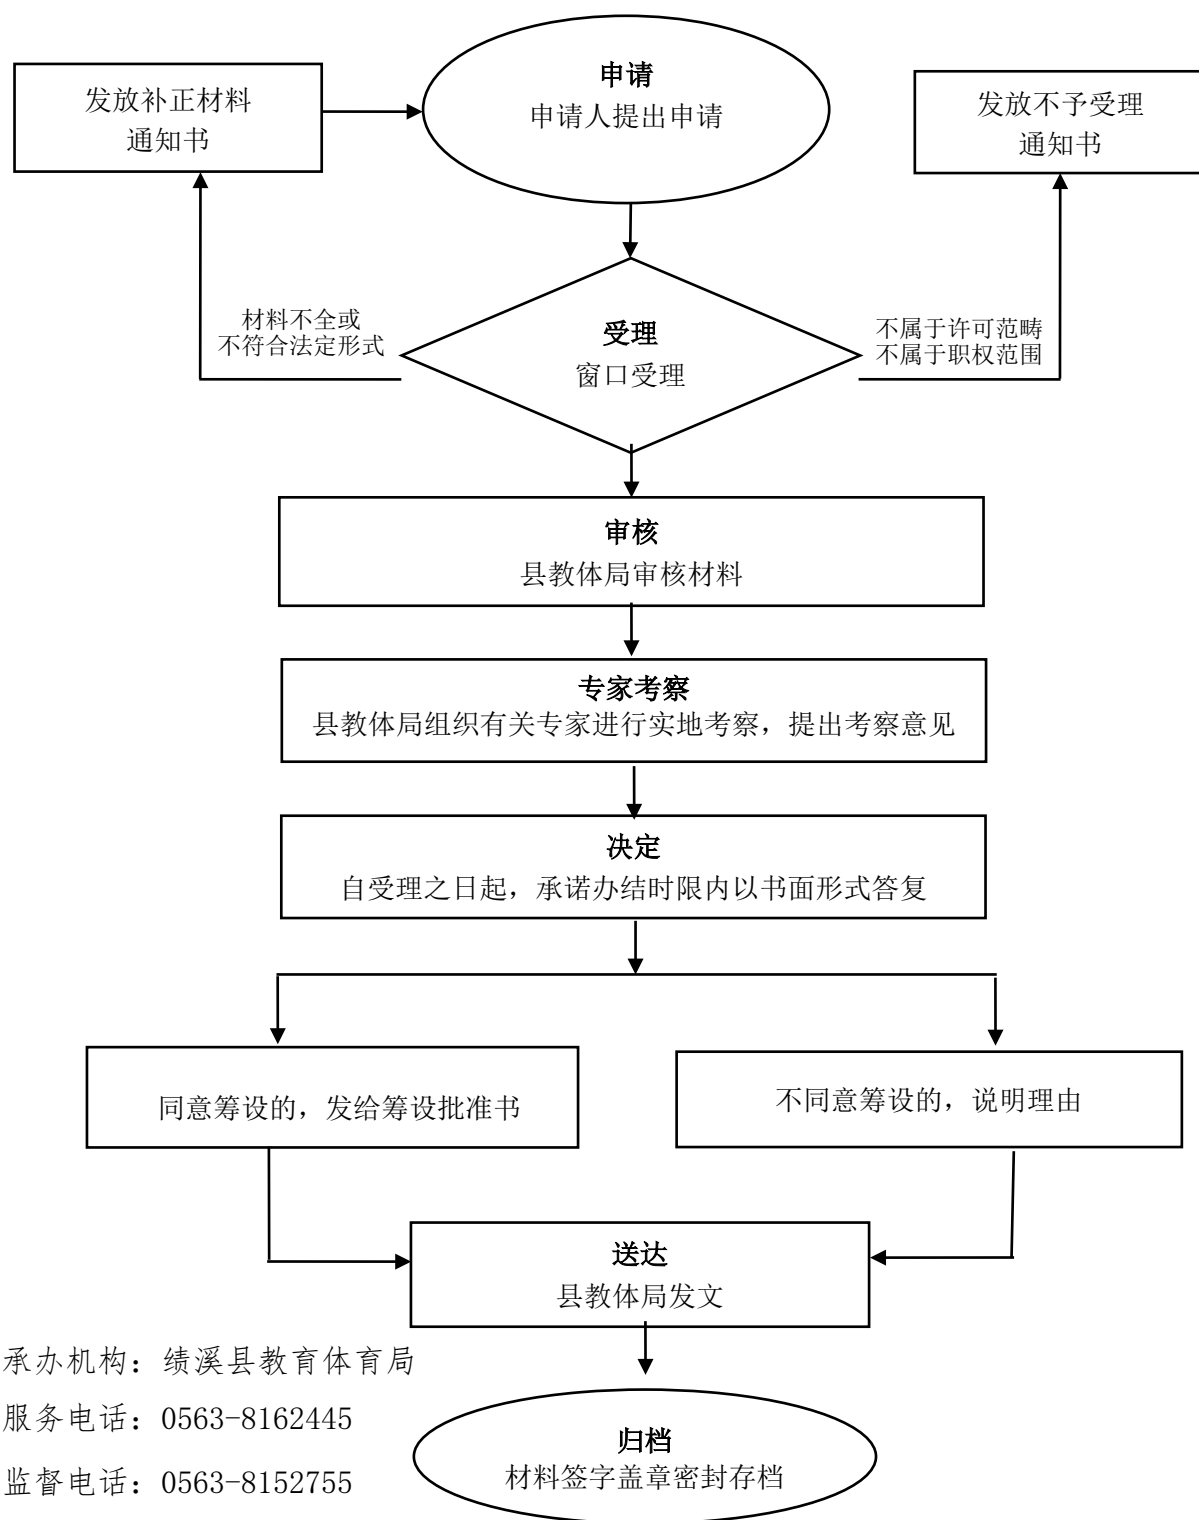 申请
申请人提出申请
发放补正材料
通知书
发放不予受理
通知书
材料不全或
不符合法定形式
受理
窗口受理
不属于许可范畴
不属于职权范围
审核
县教体局审核材料
专家考察
县教体局组织有关专家进行实地考察，提出考察意见
决定
自受理之日起，承诺办结时限内以书面形式答复
同意筹设的，发给筹设批准书
不同意筹设的，说明理由
送达
县教体局发文
承办机构：绩溪县教育体育局
服务电话：0563-8162445
监督电话：0563-8152755
归档
材料签字盖章密封存档